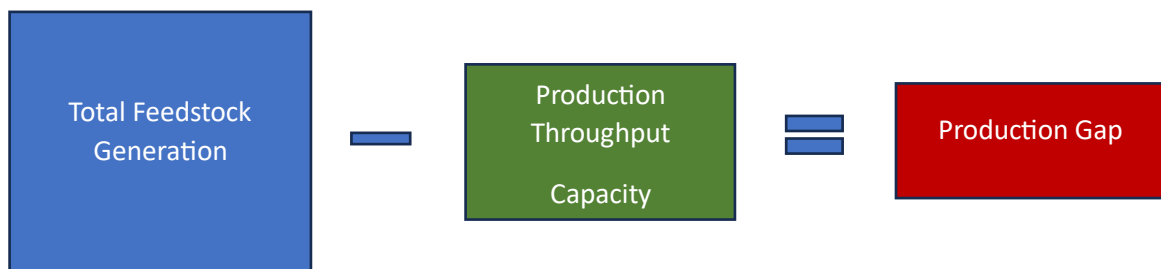 Total Feedstock
Generation
Production
Throughput
Capacity
Production Gap